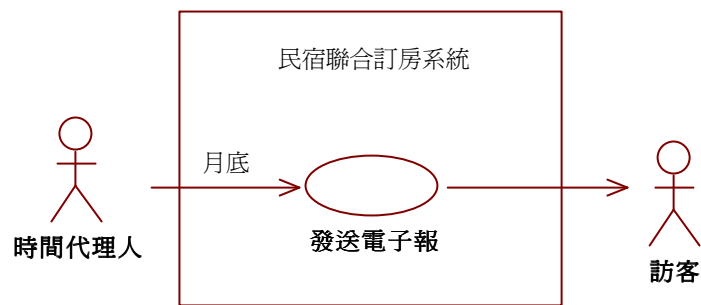 民宿聯合訂房系統
月底
時間代理人
發送電子報
訪客